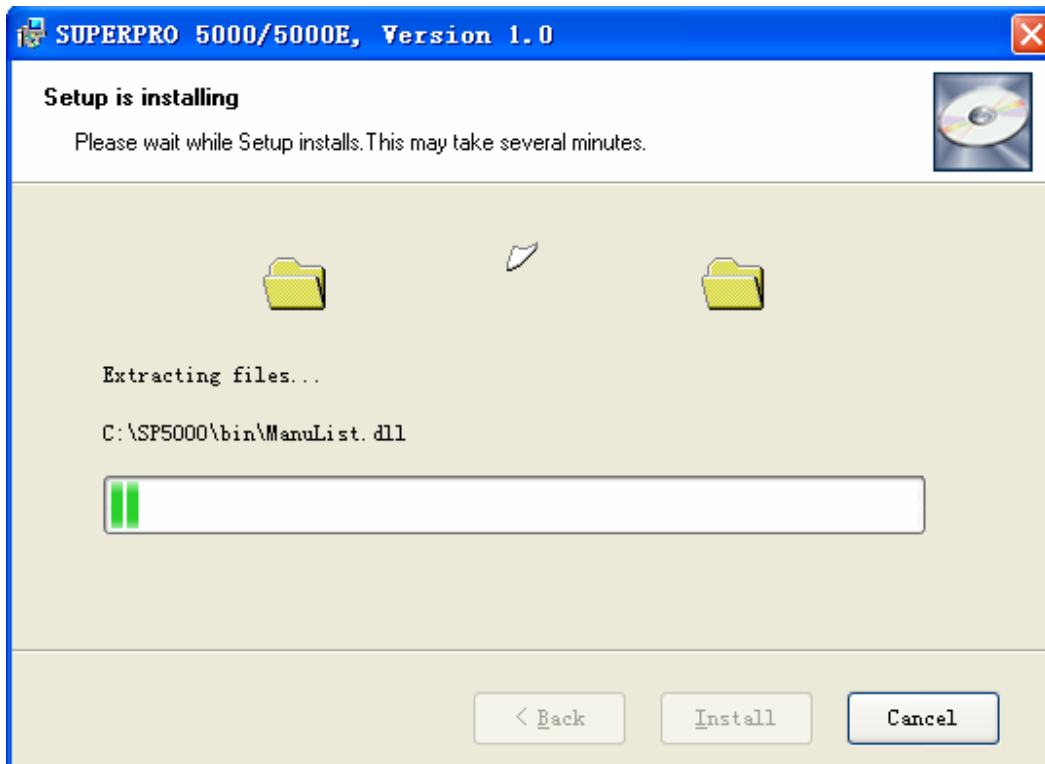 SUPERPRO 5000/5000E, Version 1.0
Setup is installing
Please wait while Setup installs.This may take several minutes.
Extracting files...
C:\SP5000\bin\ManuList.dll
< Back
Install
Cancel